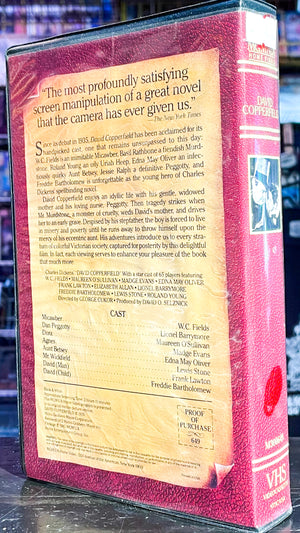 "The most profoundly satisfying
screen manipulation of a great novel
that the camera has ever given us."
—The New York Times
Since its debut in 1935, David Copperfield has been acclaimed for its
handpicked cast, one that remains unsurpassed to this day:
W.C. Fields is an inimitable Micawber, Basil Rathbone a fiendish Murd-
stone, Roland Young an oily Uriah Heep, Edna May Oliver an infec-
tiously quirky Aunt Betsey, Jessie Ralph a definitive Peggotty, and
Freddie Bartholomew is unforgettable as the young hero of Charles
Dickens' spellbinding novel.
David Copperfield enjoys an idyllic life with his gentle, widowed
mother and his loving nurse, Peggotty. Then tragedy strikes when
Mr. Murdstone, a monster of cruelty, weds David's mother, and drives
her to an early grave. Despised by his stepfather, the boy is forced to live
in misery and poverty until he runs away to throw himself upon the
mercy of his eccentric aunt. His adventures introduce us to every stra-
tum of colorful Victorian society, captured for posterity by this delightful
film. In fact, each viewing serves to enhance your pleasure of the book
that much more.
Charles Dickens' "DAVID COPPERFIELD" With a star cast of 65 players featuring
W.C. FIELDS • MAUREEN O'SULLIVAN • MADGE EVANS • EDNA MAY OLIVER
FRANK LAWTON • ELIZABETH ALLAN • LIONEL BARRYMORE
FREDDIE BARTHOLOMEW • LEWIS STONE • ROLAND YOUNG
Directed by GEORGE CUKOR • Produced by DAVID O. SELZNICK
CAST
Micawber W.C. Fields
Dan Peggotty Lionel Barrymore
Dora Maureen O'Sullivan
Agnes Madge Evans
Aunt Betsey Edna May Oliver
Mr. Wickfield Lewis Stone
David (Man) Frank Lawton
David (Child) Freddie Bartholomew
PROOF
OF
PURCHASE
649
DAVID
COPPERFIELD
VHS